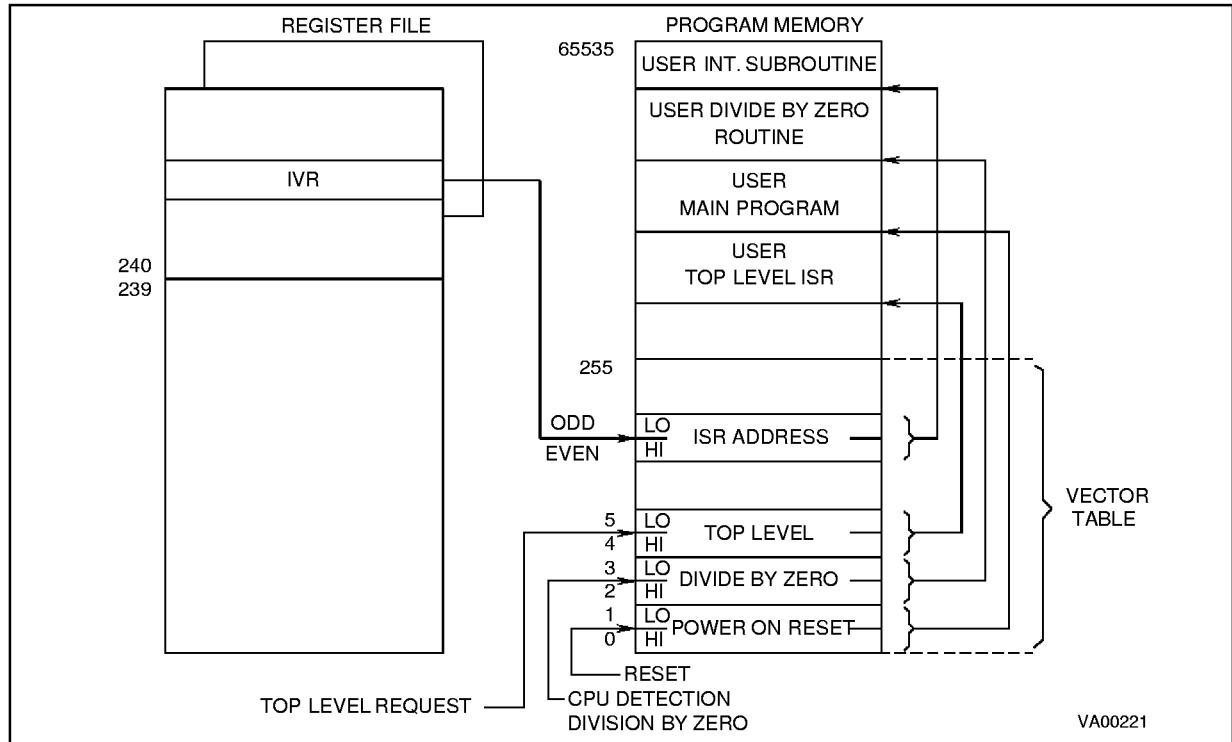 REGISTER FILE
PROGRAM MEMORY
65535
USER INT. SUBROUTINE
USER DIVIDE BY ZERO
ROUTINE
IVR
USER
MAIN PROGRAM
USER
TOP LEVEL ISR
240
239
255
ODD
EVEN
LO
HI
ISR ADDRESS
VECTOR
TABLE
5
4
LO
HI
TOP LEVEL
3
2
LO
HI
DIVIDE BY ZERO
1
0
LO
HI
POWER ON RESET
RESET
TOP LEVEL REQUEST
CPU DETECTION
DIVISION BY ZERO
VA00221